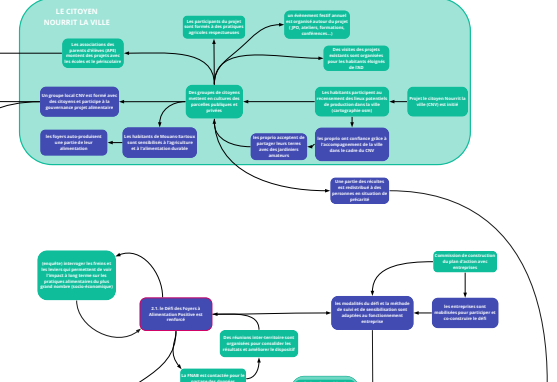 LE CITOYEN
NOURRIT LA VILLE
Les participants du projet
sont formés à des pratiques
agricoles respectueuses
un évènement festif annuel
est organisé autour du projet
( JPO, ateliers, formations,
conférences...)
Les associations des
parents d'élèves (APE)
montent des projets avec
les écoles et le périscolaire
Des visites des projets
existants sont organisées
pour les habitants éloignés
de l'AD
Un groupe local CNV est formé avec
des citoyens et participe à la
gouvernance projet alimentaire
Des groupes de citoyens
mettent en cultures des
parcelles publiques et
privées
Les habitants participent au
recensement des lieux potentiels
de production dans la ville
(cartographie usim)
Projet le citoyen Nourrit la
ville (CNV) est initié
les foyers auto-produisent
une partie de leur
alimentation
Les habitants de Mouans-Sartoux
sont sensibilisés à l'agriculture
et à l'alimentation durable
les proprio acceptent de
partager leurs terres
avec des jardiniers
amateurs
les proprio ont confiance grâce à
l'accompagnement de la ville
dans le cadre du CNV
Une partie des récoltes
est redistribué à des
personnes en situation de
précarité
(enquête) Interroger les freins et
les leviers qui permettent de voir
l'impact à long terme sur les
pratiques alimentaires du plus
grand nombre (socio-économique)
Commission de construction
du plan d'action avec
entreprises
2.1. le Défi des Foyers à
Alimentation Positive est
renforcé
les modalités du défi et la méthode
de suivi et de sensibilisation sont
adaptées au fonctionnement
entreprise
les entreprises sont
mobilisées pour participer et
co-construire le défi
Des réunions inter-territoire sont
organisées pour consolider les
résultats et améliorer le dispositif
La FNAB est contactée pour le